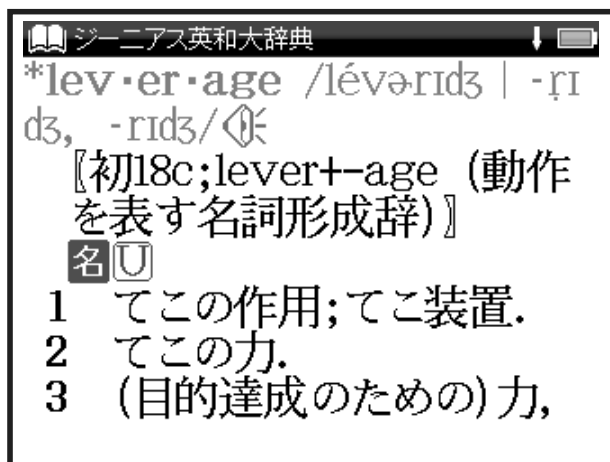 ジーニアス英和大辞典
*lev·er·age /lévərɪdʒ | -ṛɪ
dʒ, -rɪdʒ/
〖初18c;lever+-age (動作
を表す名詞形成辞)〗
名U
1 てこの作用;てこ装置.
2 てこの力.
3 (目的達成のための)力,